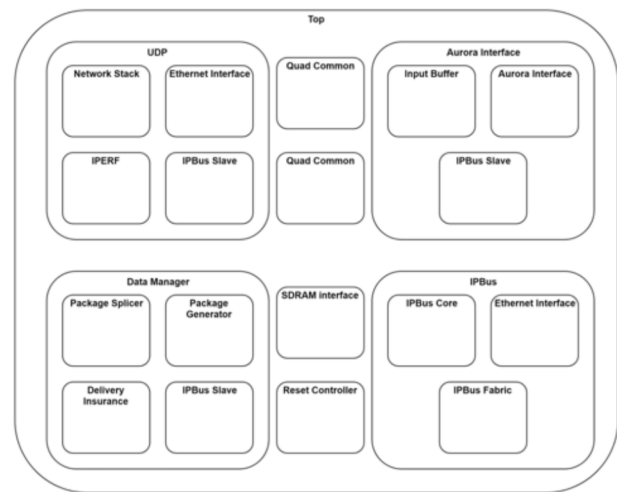 Top
UDP
Network Stack
Ethernet Interface
IPERF
IPBus Slave
Quad Common
Quad Common
Aurora Interface
Input Buffer
Aurora Interface
IPBus Slave
Data Manager
Package Splicer
Package
Generator
Delivery
Insurance
IPBus Slave
SDRAM interface
Reset Controller
IPBus
IPBus Core
Ethernet Interface
IPBus Fabric